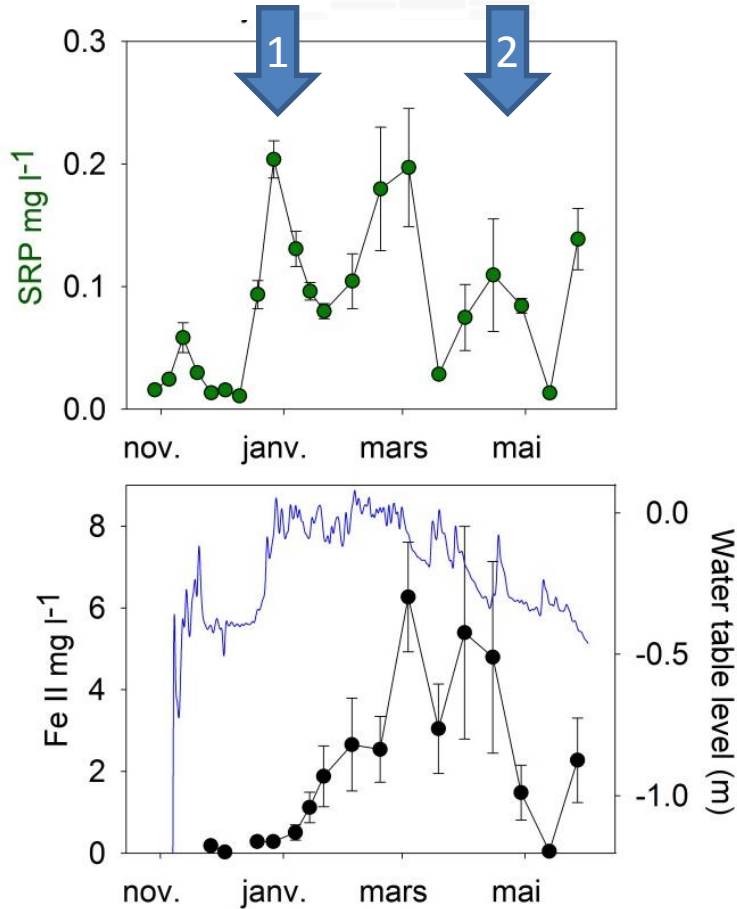 1
2
0.3
0.2
0.1
0.0
SRP mg l-1
nov.
janv.
mars
mai
8
6
4
2
0
Fe II mg l-1
0.0
-0.5
-1.0
Water table level (m)
nov.
janv.
mars
mai